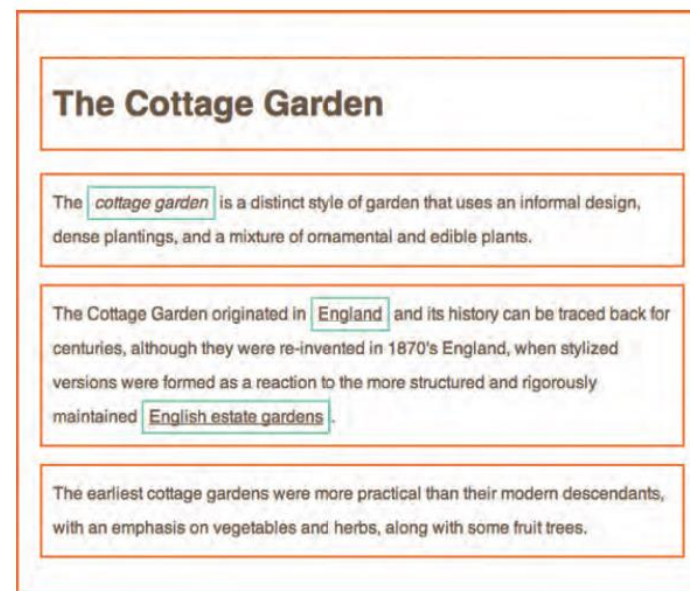 The Cottage Garden
The cottage garden is a distinct style of garden that uses an informal design,
dense plantings, and a mixture of ornamental and edible plants.
The Cottage Garden originated in England and its history can be traced back for
centuries, although they were re-invented in 1870's England, when stylized
versions were formed as a reaction to the more structured and rigorously
maintained English estate gardens.
The earliest cottage gardens were more practical than their modern descendants,
with an emphasis on vegetables and herbs, along with some fruit trees.